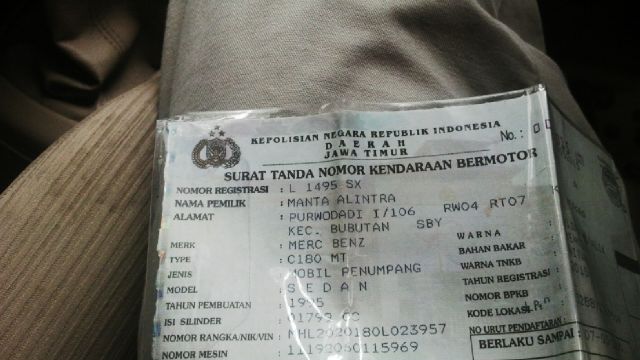 KEPOLISIAN NEGARA REPUBLIK INDONESIA
DAERAH
JAWA TIMUR
No.:
SURAT TANDA NOMOR KENDARAAN BERMOTOR
NOMOR REGISTRASI : L 1495 SX
NAMA PEMILIK : MANTA ALINTRA
ALAMAT : PURWODADI I/106 RW04 RT07
KEC. BUBUTAN SBY
MERK : MERC BENZ
TYPE : C180 MT
JENIS : MOBIL PENUMPANG
MODEL : SEDAN
TAHUN PEMBUATAN : 1995
ISI SILINDER : 01799 CC
NOMOR RANGKA/NIK/VIN : MHL2020180L023957
NOMOR MESIN : 11192060115969
WARNA
BAHAN BAKAR
WARNA TNKB
TAHUN REGISTRASI
NOMOR BPKB
KODE LOKASI
NO URUT PENDAFTARAN
BERLAKU SAMPAI :